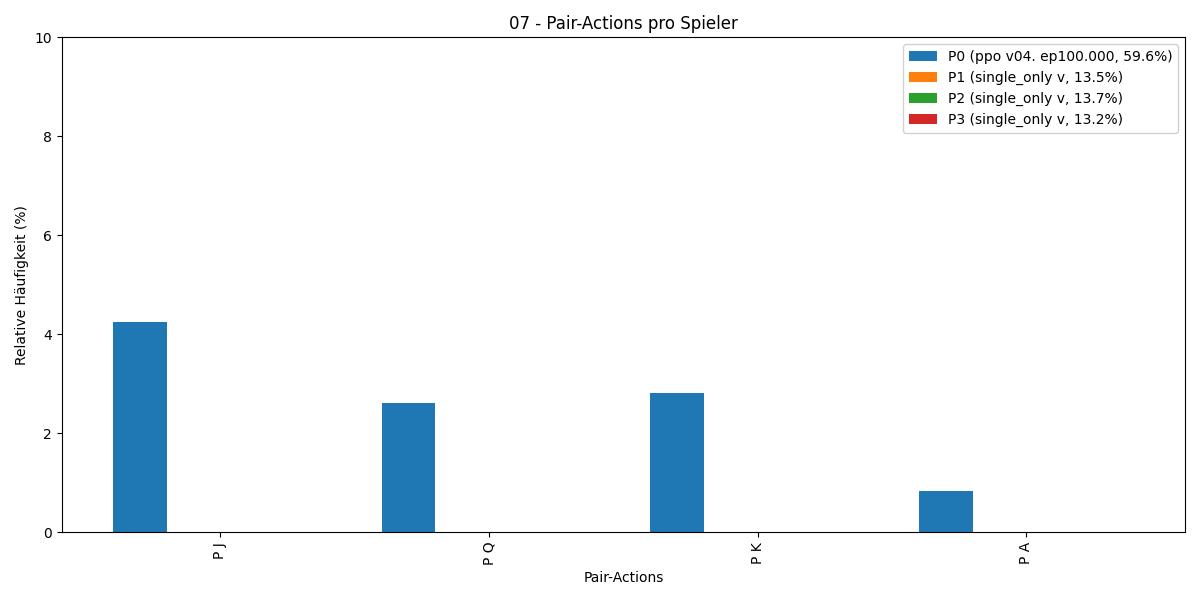 07 - Pair-Actions pro Spieler
P0 (ppo v04. ep100.000, 59.6%)
P1 (single_only v, 13.5%)
P2 (single_only v, 13.7%)
P3 (single_only v, 13.2%)
Relative Häufigkeit (%)
10
8
6
4
2
0
P J
P Q
P K
P A
Pair-Actions